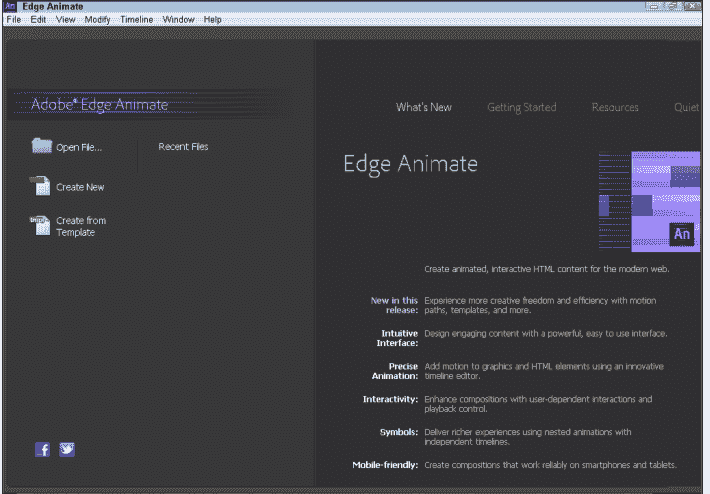 An Edge Animate
File Edit View Modify Timeline Window Help
Adobe® Edge Animate
Open File...
Recent Files
Create New
Create from
Template
What's New Getting Started Resources Quiet
Edge Animate
An
Create animated, interactive HTML content for the modern web.
New in this Experience more creative freedom and efficiency with motion
release: paths, templates, and more.
Intuitive Design engaging content with a powerful, easy to use interface.
Interface:
Precise Add motion to graphics and HTML elements using an innovative
Animation: timeline editor.
Interactivity: Enhance compositions with user-dependent interactions and
playback control.
Symbols: Deliver richer experiences using nested animations with
independent timelines.
Mobile-friendly: Create compositions that work reliably on smartphones and tablets.